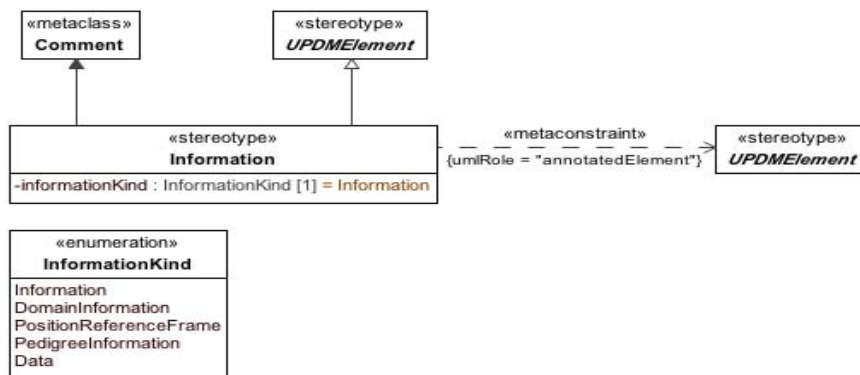 «metaclass»
Comment
«stereotype»
UPDMElement
«stereotype»
Information
-informationKind : InformationKind [1] = Information
«metaconstraint»
{umlRole = "annotatedElement"}
«stereotype»
UPDMElement
«enumeration»
InformationKind
Information
DomainInformation
PositionReferenceFrame
PedigreeInformation
Data